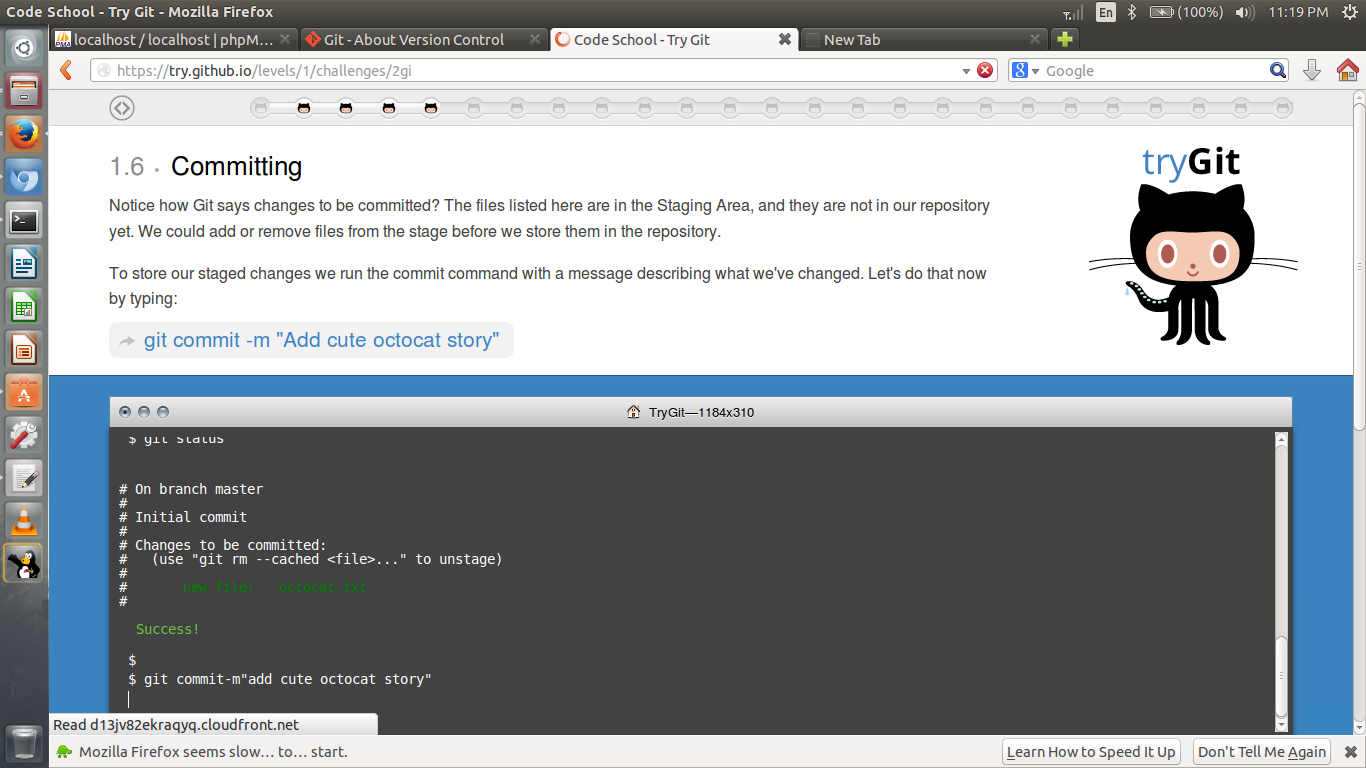 Code School - Try Git - Mozilla Firefox
En (100%) 11:19 PM
localhost / localhost | phpM...
Git - About Version Control
Code School - Try Git
New Tab
https://try.github.io/levels/1/challenges/2gi
Google
1.6 · Committing
tryGit
Notice how Git says changes to be committed? The files listed here are in the Staging Area, and they are not in our repository
yet. We could add or remove files from the stage before we store them in the repository.
To store our staged changes we run the commit command with a message describing what we've changed. Let's do that now
by typing:
git commit -m "Add cute octocat story"
TryGit—1184x310
$ git status
# On branch master
#
# Initial commit
#
# Changes to be committed:
#   (use "git rm --cached <file>..." to unstage)
#
#       new file:   octocat.txt
#
Success!
$
$ git commit-m"add cute octocat story"
Read d13jv82ekraqyq.cloudfront.net
Mozilla Firefox seems slow... to... start.
Learn How to Speed It Up
Don't Tell Me Again